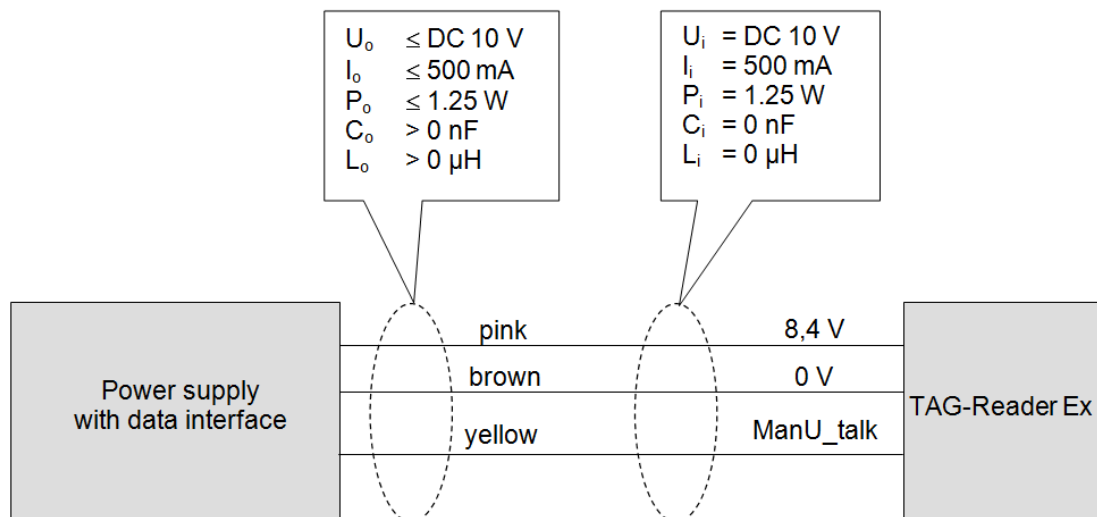 Uₒ ≤ DC 10 V
Iₒ ≤ 500 mA
Pₒ ≤ 1.25 W
Cₒ > 0 nF
Lₒ > 0 µH
Uᵢ = DC 10 V
Iᵢ = 500 mA
Pᵢ = 1.25 W
Cᵢ = 0 nF
Lᵢ = 0 µH
Power supply
with data interface
pink
8,4 V
brown
0 V
yellow
ManU_talk
TAG-Reader Ex